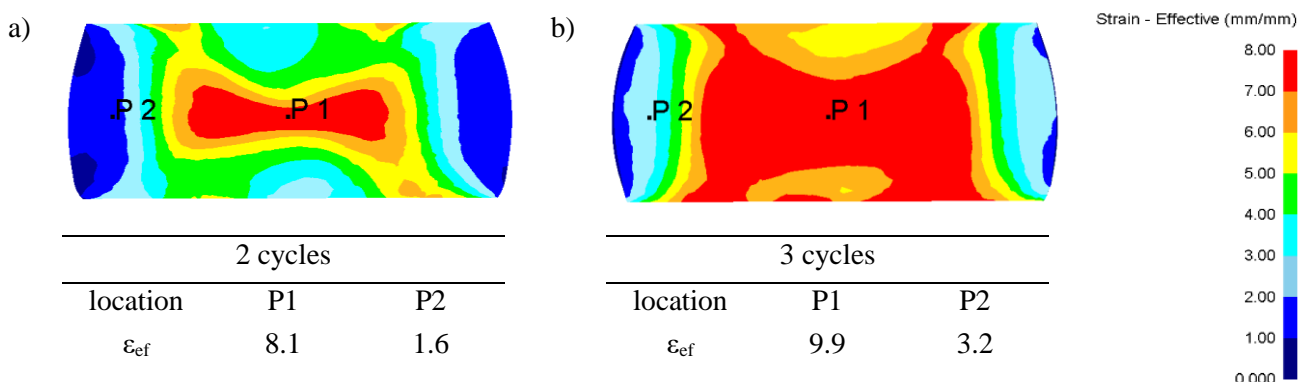 a)
P 2
P 1
2 cycles
location P1 P2
εef 8.1 1.6
b)
P 2
P 1
3 cycles
location P1 P2
εef 9.9 3.2
Strain - Effective (mm/mm)
8.00
7.00
6.00
5.00
4.00
3.00
2.00
1.00
0.000